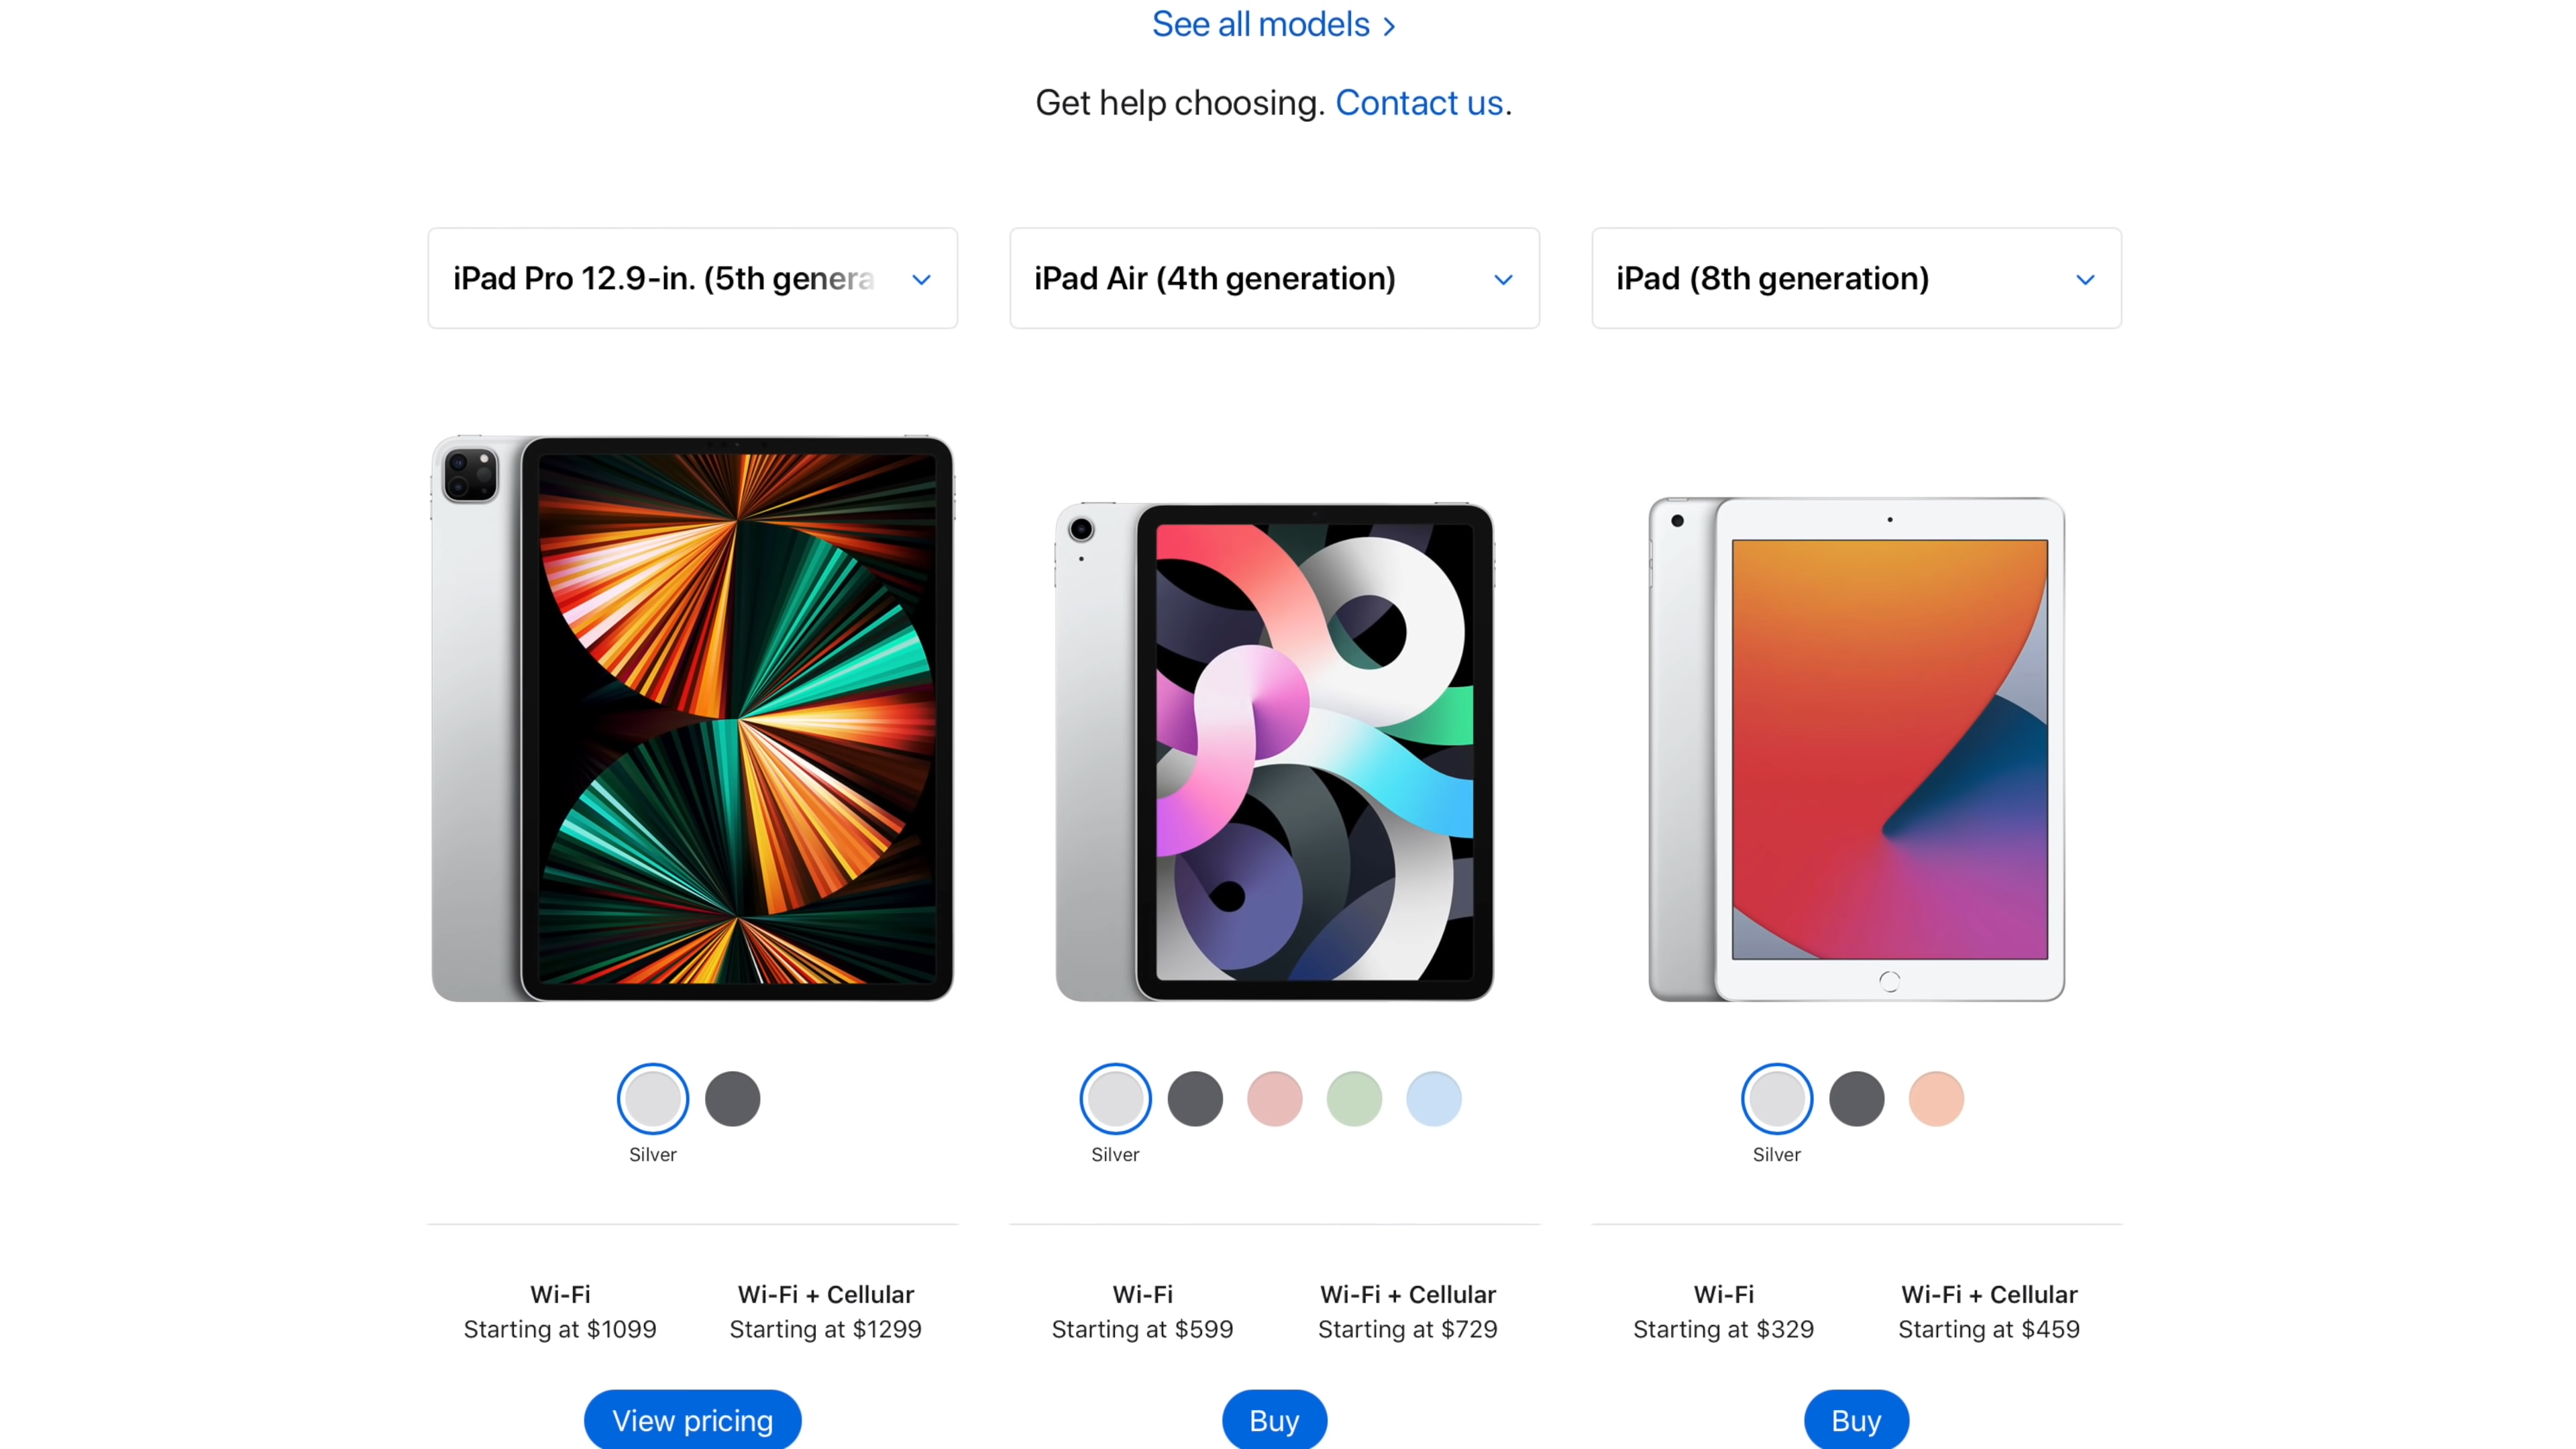 See all models >
Get help choosing. Contact us.
iPad Pro 12.9-in. (5th genera
iPad Air (4th generation)
iPad (8th generation)
Silver
Silver
Silver
Wi-Fi
Starting at $1099
Wi-Fi + Cellular
Starting at $1299
Wi-Fi
Starting at $599
Wi-Fi + Cellular
Starting at $729
Wi-Fi
Starting at $329
Wi-Fi + Cellular
Starting at $459
View pricing
Buy
Buy